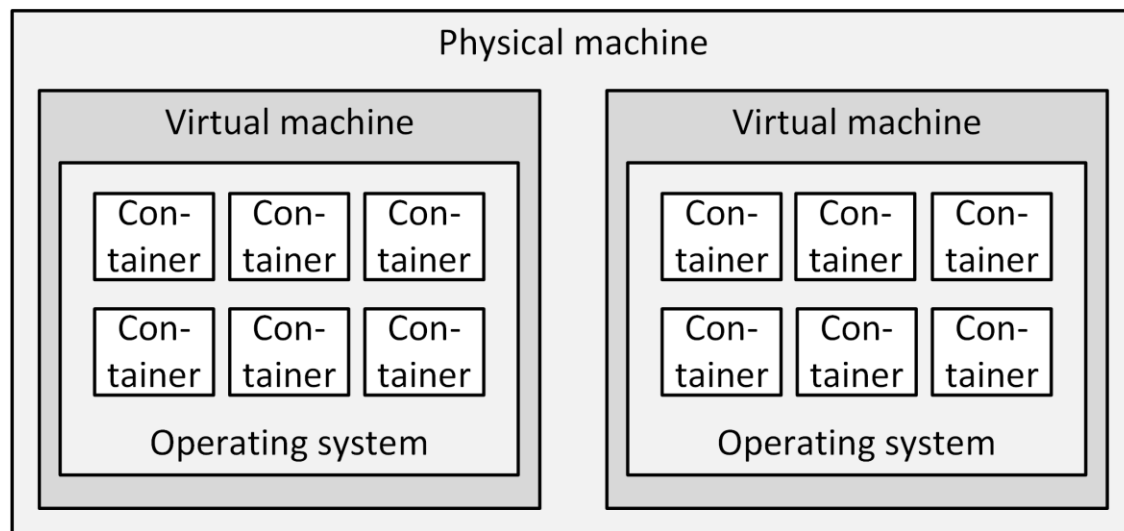 Physical machine
Virtual machine
Con-
tainer
Con-
tainer
Con-
tainer
Con-
tainer
Con-
tainer
Con-
tainer
Operating system
Virtual machine
Con-
tainer
Con-
tainer
Con-
tainer
Con-
tainer
Con-
tainer
Con-
tainer
Operating system